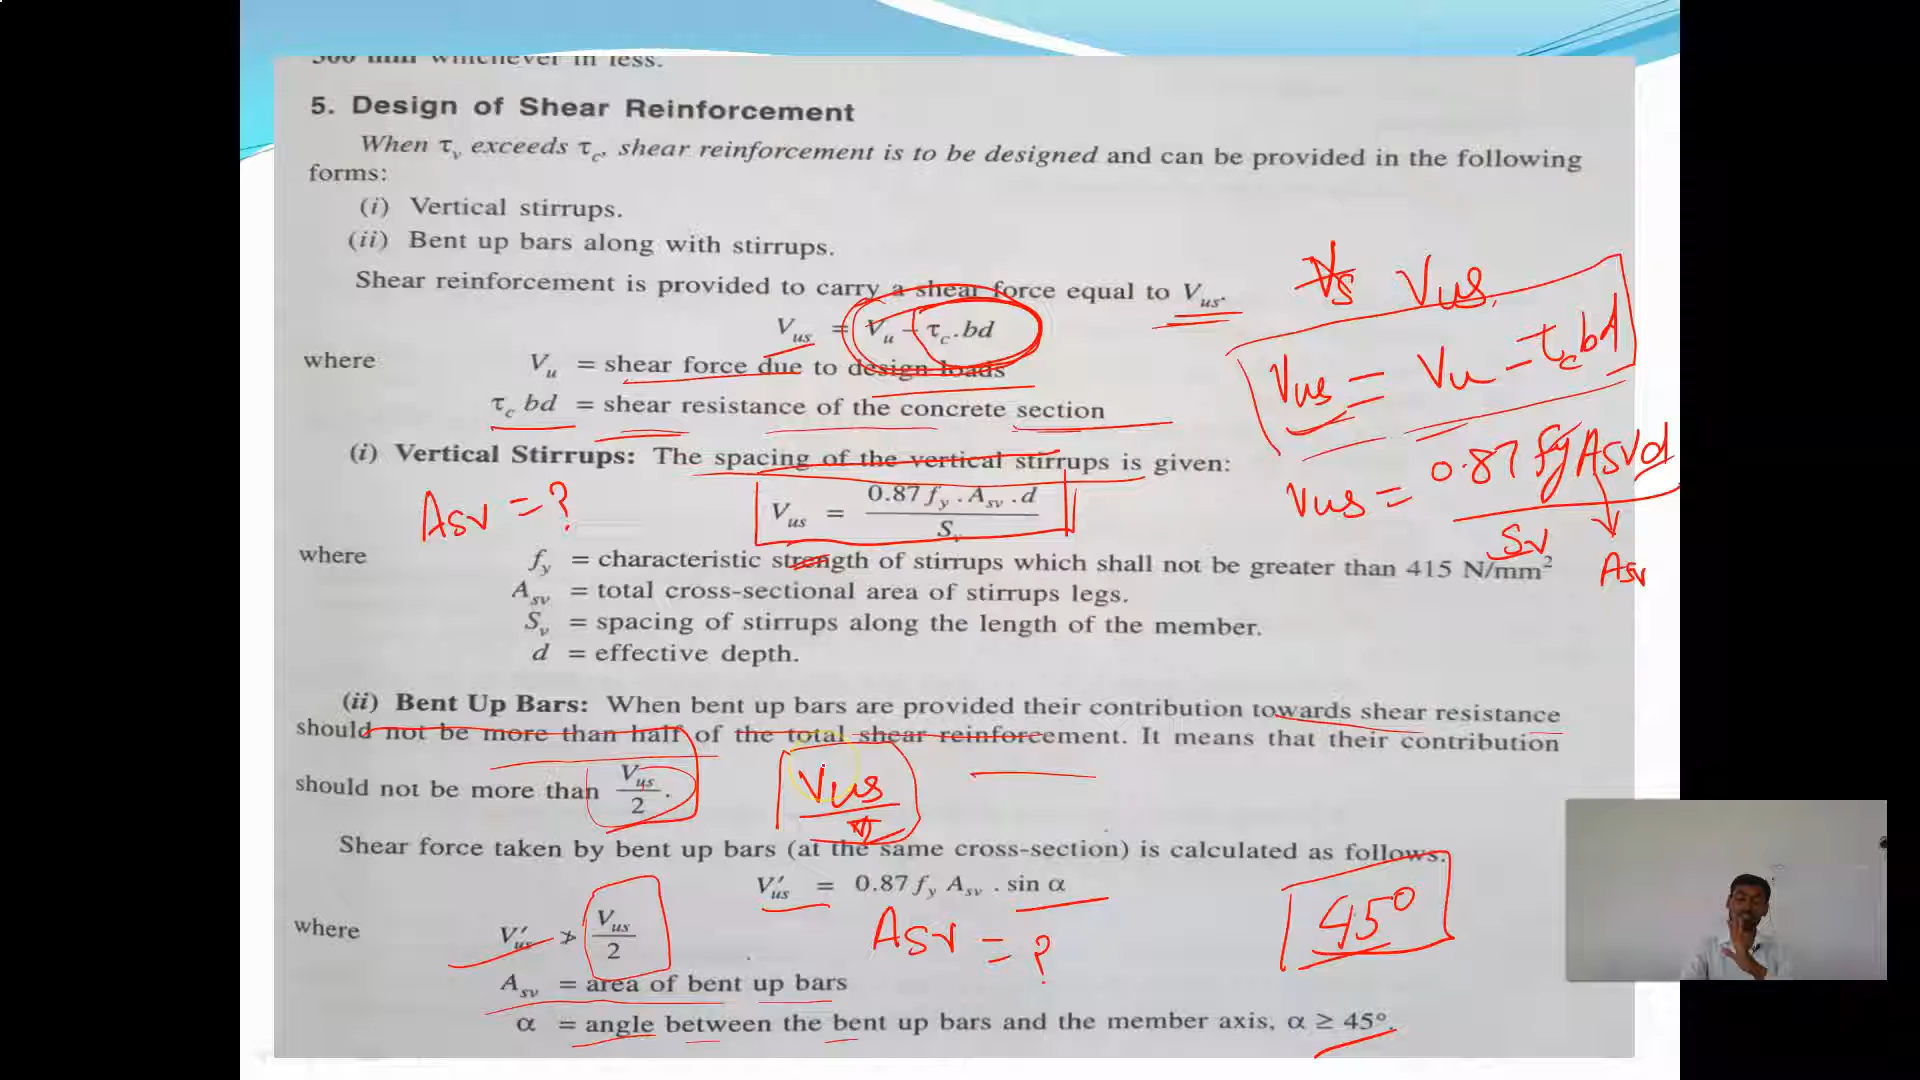 300 mm whichever in less.
5. Design of Shear Reinforcement
When τv exceeds τc, shear reinforcement is to be designed and can be provided in the following
forms:
(i) Vertical stirrups.
(ii) Bent up bars along with stirrups.
Shear reinforcement is provided to carry a shear force equal to Vus.
Vus = Vu − τc.bd
where Vu = shear force due to design loads
τc bd = shear resistance of the concrete section
Vs Vus
Vus = Vu − τc bd
(i) Vertical Stirrups: The spacing of the vertical stirrups is given:
Asv = ?
Vus = 0.87 fy . Asv . d / Sv
Vus = 0.87 fy Asv d / Sv
Asv
where fy = characteristic strength of stirrups which shall not be greater than 415 N/mm²
Asv = total cross-sectional area of stirrups legs.
Sv = spacing of stirrups along the length of the member.
d = effective depth.
(ii) Bent Up Bars: When bent up bars are provided their contribution towards shear resistance
should not be more than half of the total shear reinforcement. It means that their contribution
should not be more than Vus / 2.
Vus
Shear force taken by bent up bars (at the same cross-section) is calculated as follows.
V′us = 0.87 fy Asv . sin α
45°
where V′us ≯ Vus / 2
Asv = ?
Asv = area of bent up bars
α = angle between the bent up bars and the member axis, α ≥ 45°.